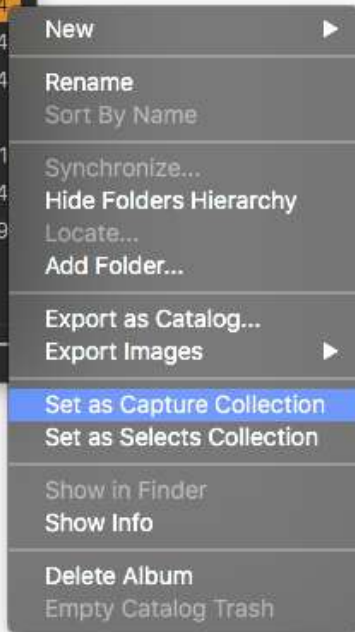 New
Rename
Sort By Name
Synchronize...
Hide Folders Hierarchy
Locate...
Add Folder...
Export as Catalog...
Export Images
Set as Capture Collection
Set as Selects Collection
Show in Finder
Show Info
Delete Album
Empty Catalog Trash